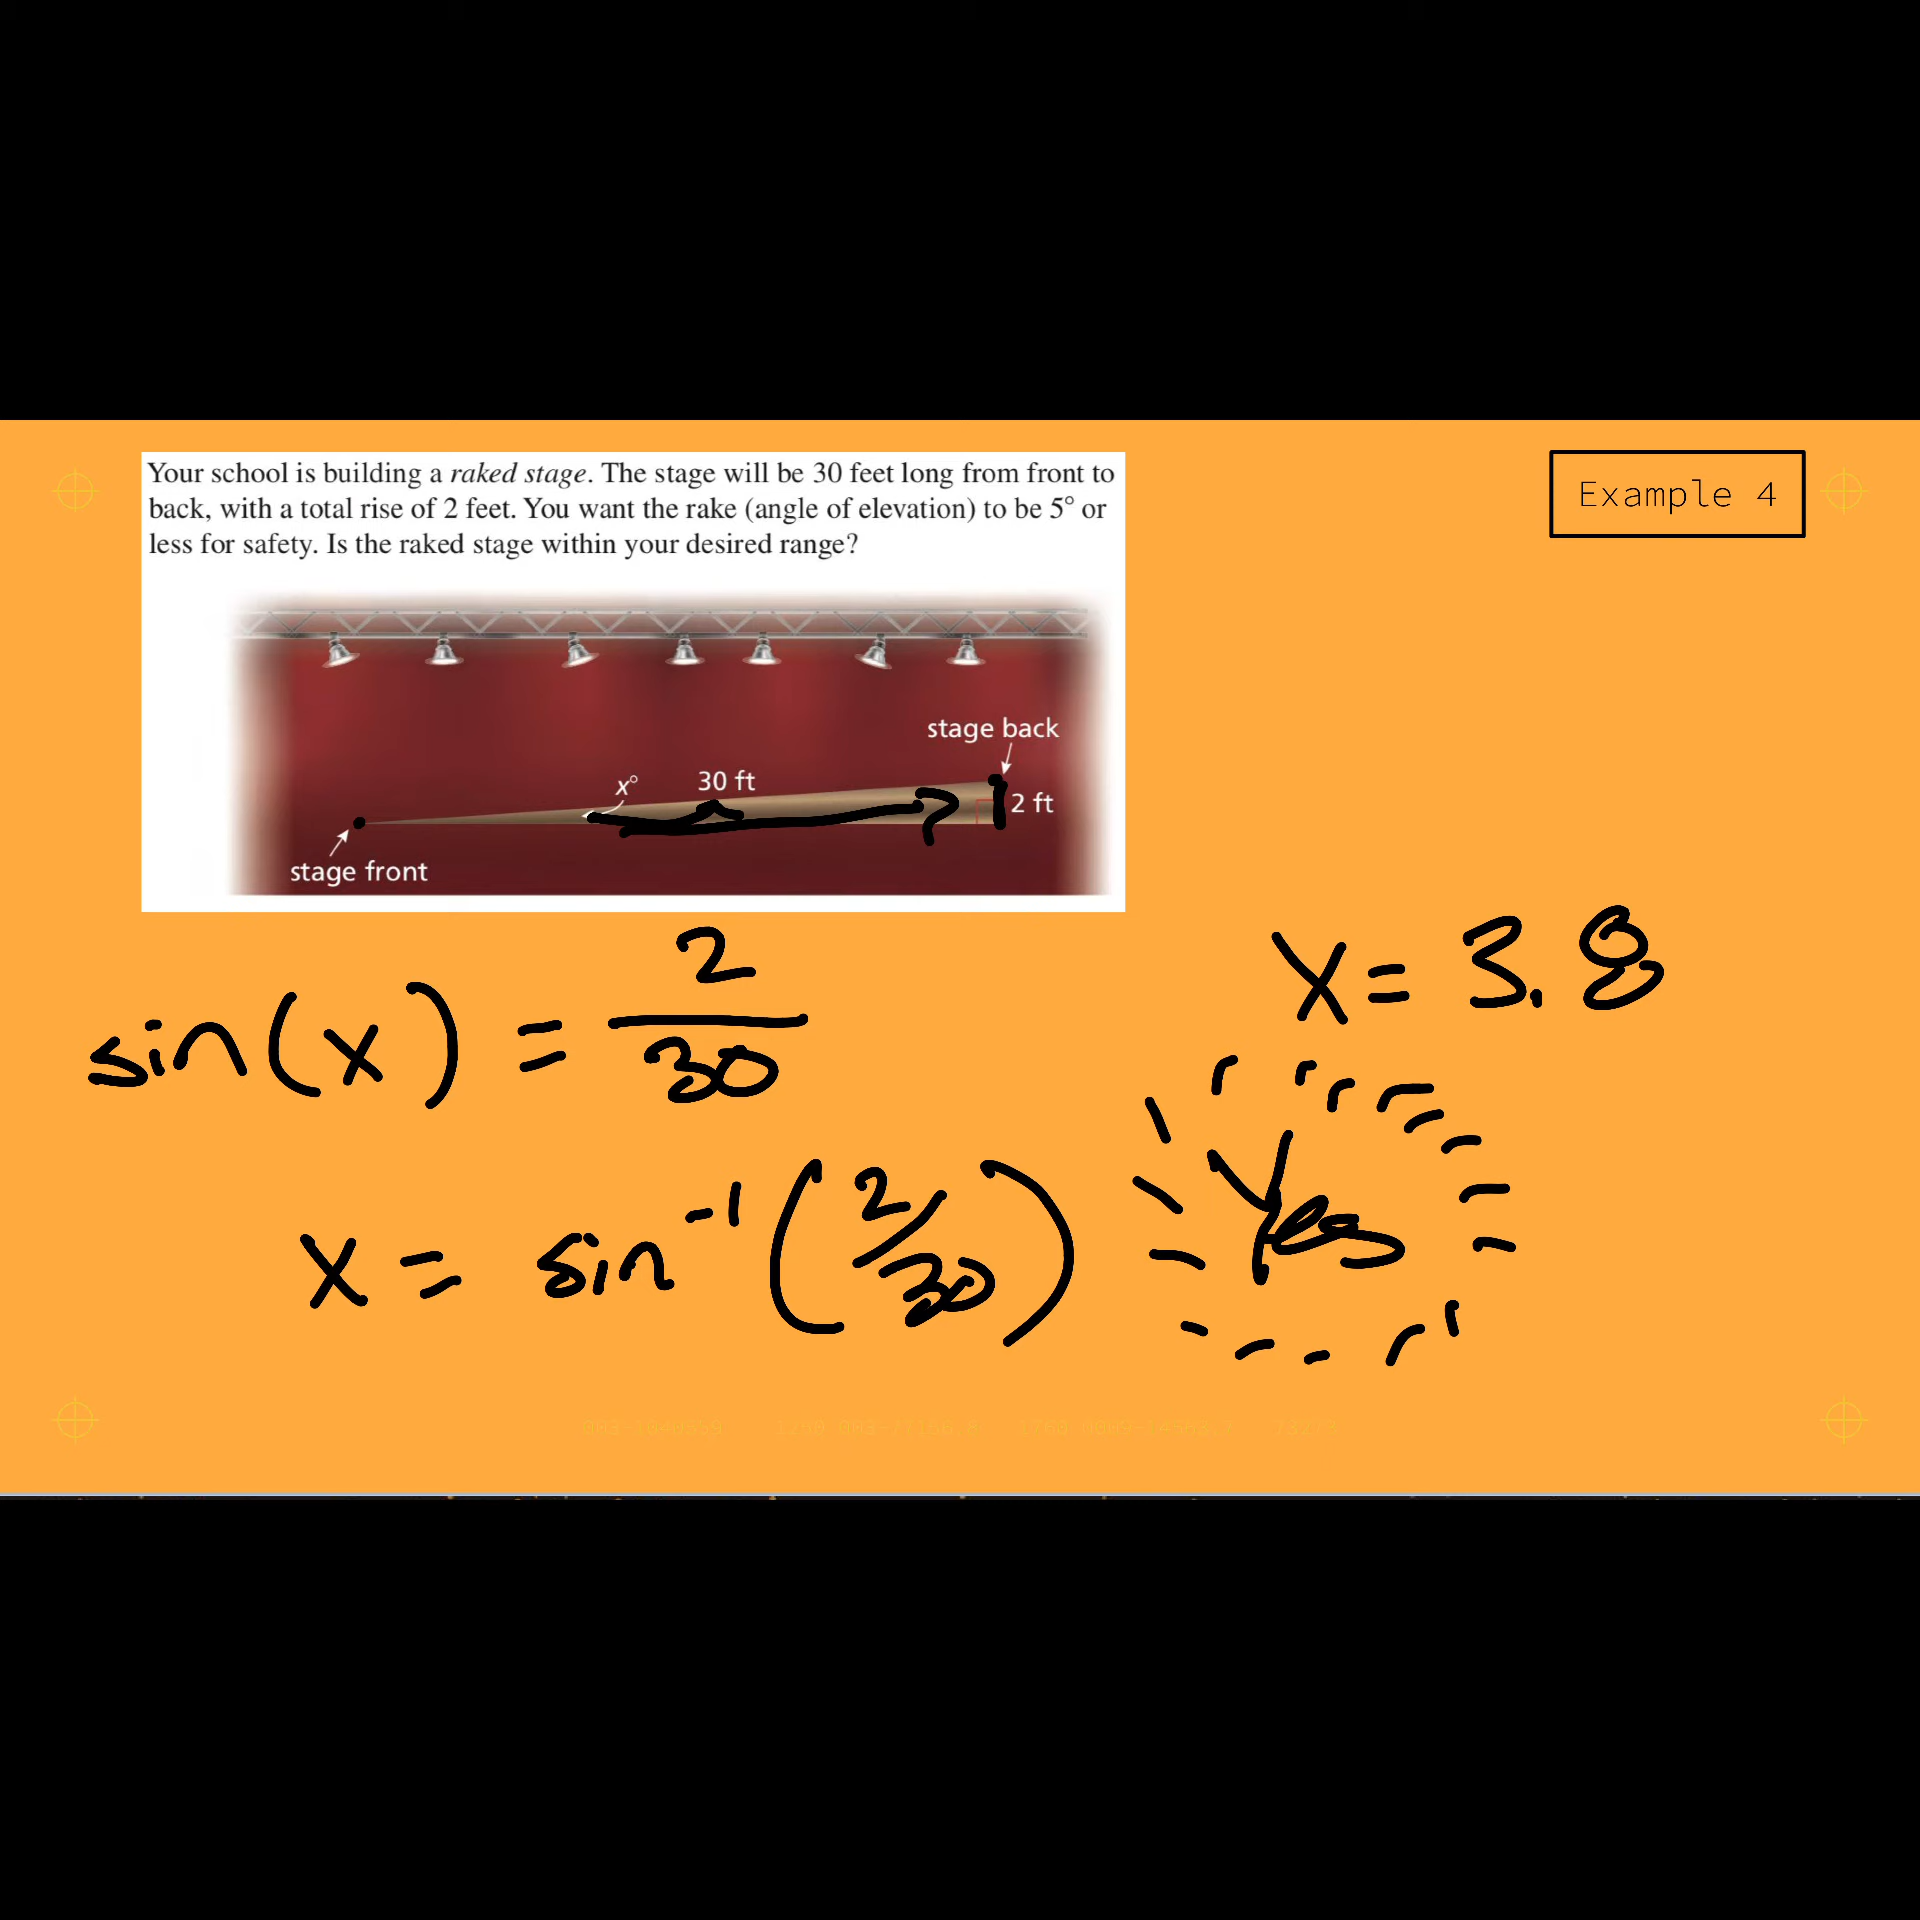 Your school is building a raked stage. The stage will be 30 feet long from front to
back, with a total rise of 2 feet. You want the rake (angle of elevation) to be 5° or
less for safety. Is the raked stage within your desired range?
Example 4
stage back
x°
30 ft
2 ft
stage front
sin(x) = 2/30
x = sin⁻¹(2/30)
x = 3.8
Yes